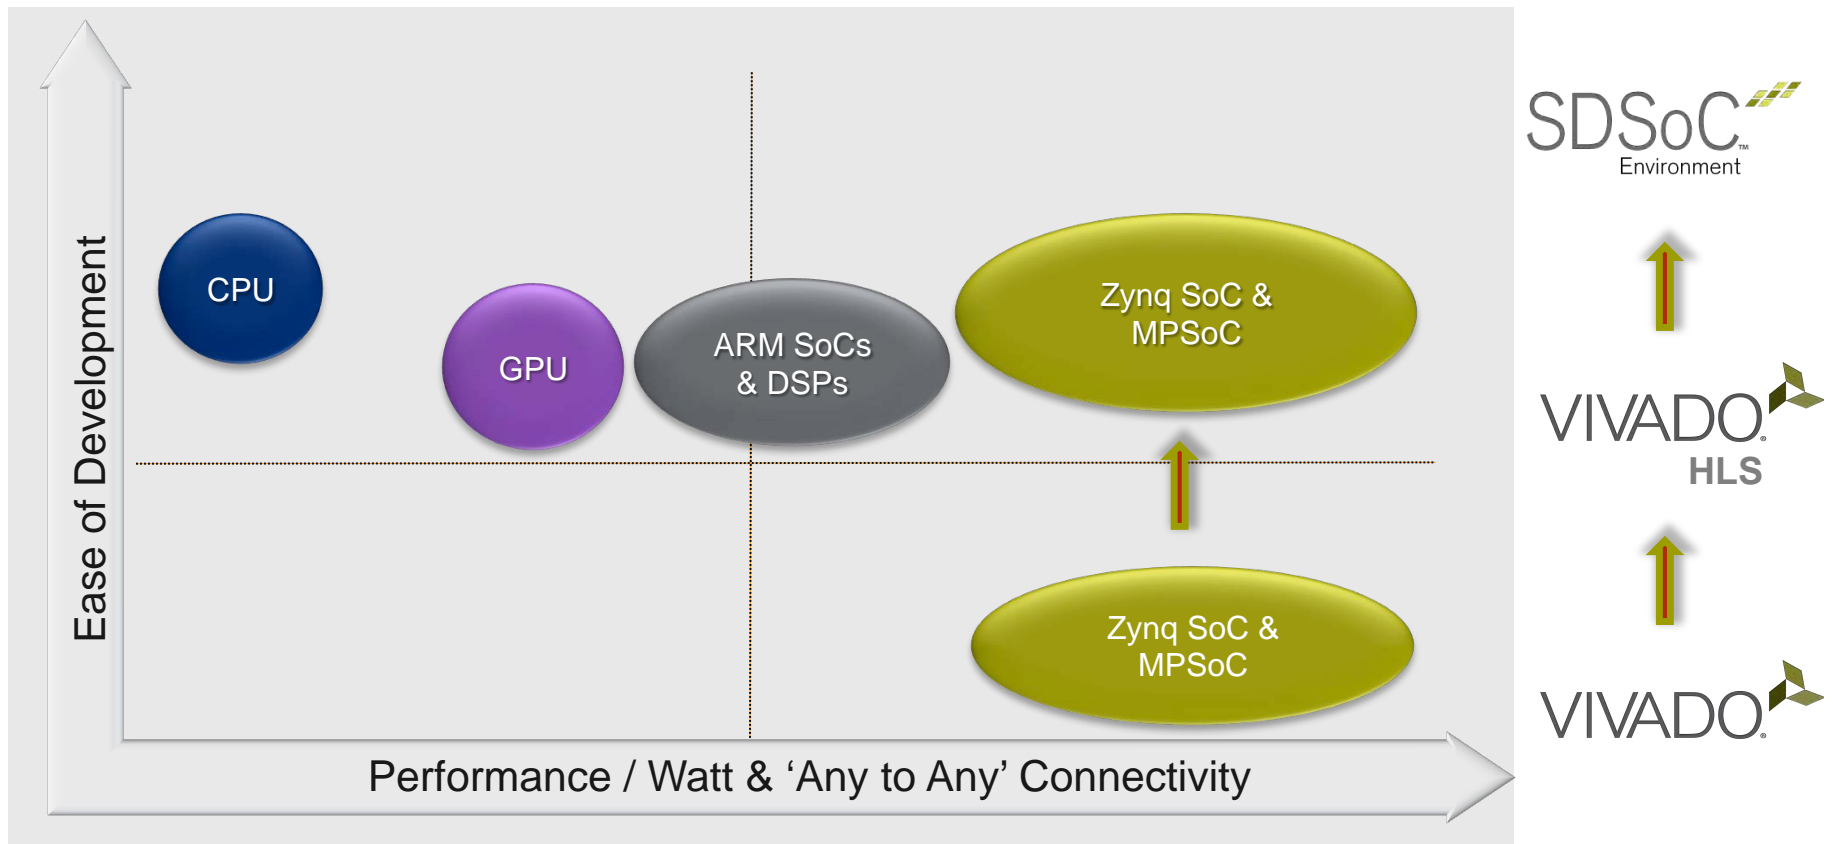 Ease of Development
CPU
GPU
ARM SoCs
& DSPs
Zynq SoC &
MPSoC
Zynq SoC &
MPSoC
Performance / Watt & ‘Any to Any’ Connectivity
SDSoC™
Environment
VIVADO®
HLS
VIVADO®